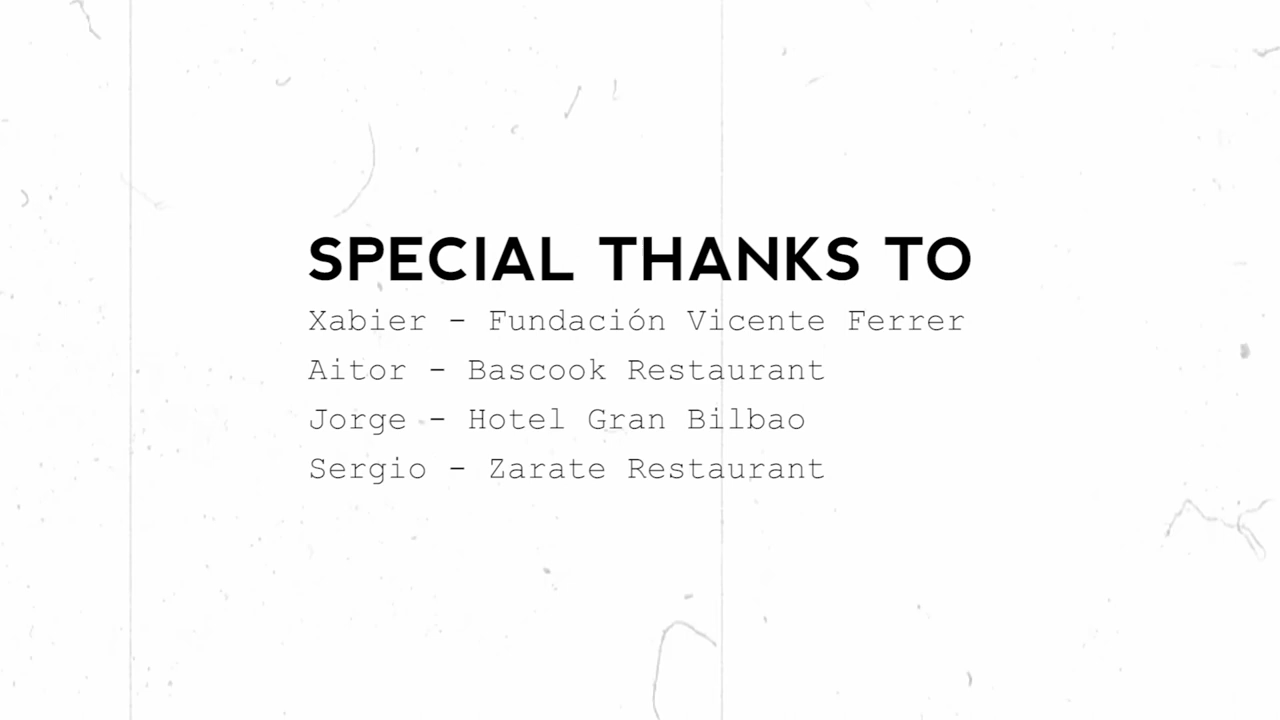 SPECIAL THANKS TO
Xabier - Fundación Vicente Ferrer
Aitor - Bascook Restaurant
Jorge - Hotel Gran Bilbao
Sergio - Zarate Restaurant